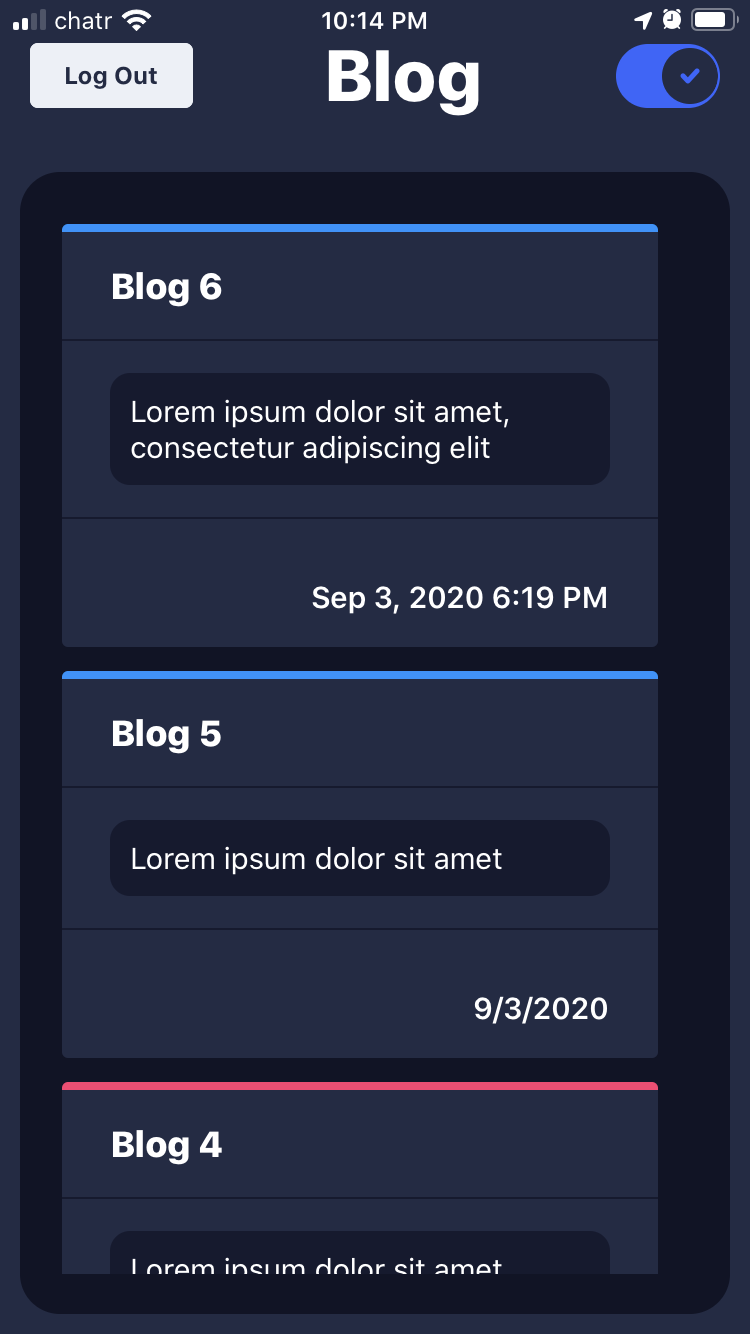 chatr 10:14 PM
Log Out
Blog
Blog 6
Lorem ipsum dolor sit amet,
consectetur adipiscing elit
Sep 3, 2020 6:19 PM
Blog 5
Lorem ipsum dolor sit amet
9/3/2020
Blog 4
Lorem ipsum dolor sit amet